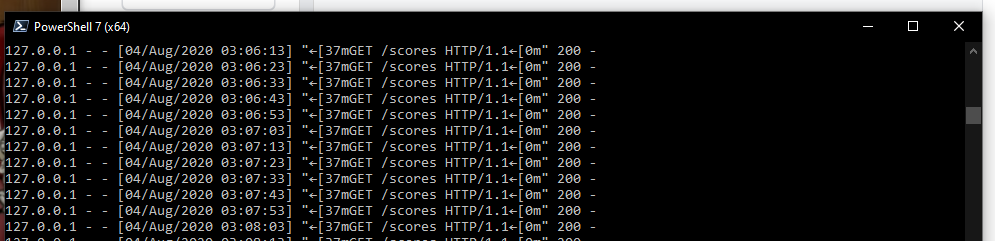 PowerShell 7 (x64)
127.0.0.1 - - [04/Aug/2020 03:06:13] "←[37mGET /scores HTTP/1.1←[0m" 200 -
127.0.0.1 - - [04/Aug/2020 03:06:23] "←[37mGET /scores HTTP/1.1←[0m" 200 -
127.0.0.1 - - [04/Aug/2020 03:06:33] "←[37mGET /scores HTTP/1.1←[0m" 200 -
127.0.0.1 - - [04/Aug/2020 03:06:43] "←[37mGET /scores HTTP/1.1←[0m" 200 -
127.0.0.1 - - [04/Aug/2020 03:06:53] "←[37mGET /scores HTTP/1.1←[0m" 200 -
127.0.0.1 - - [04/Aug/2020 03:07:03] "←[37mGET /scores HTTP/1.1←[0m" 200 -
127.0.0.1 - - [04/Aug/2020 03:07:13] "←[37mGET /scores HTTP/1.1←[0m" 200 -
127.0.0.1 - - [04/Aug/2020 03:07:23] "←[37mGET /scores HTTP/1.1←[0m" 200 -
127.0.0.1 - - [04/Aug/2020 03:07:33] "←[37mGET /scores HTTP/1.1←[0m" 200 -
127.0.0.1 - - [04/Aug/2020 03:07:43] "←[37mGET /scores HTTP/1.1←[0m" 200 -
127.0.0.1 - - [04/Aug/2020 03:07:53] "←[37mGET /scores HTTP/1.1←[0m" 200 -
127.0.0.1 - - [04/Aug/2020 03:08:03] "←[37mGET /scores HTTP/1.1←[0m" 200 -